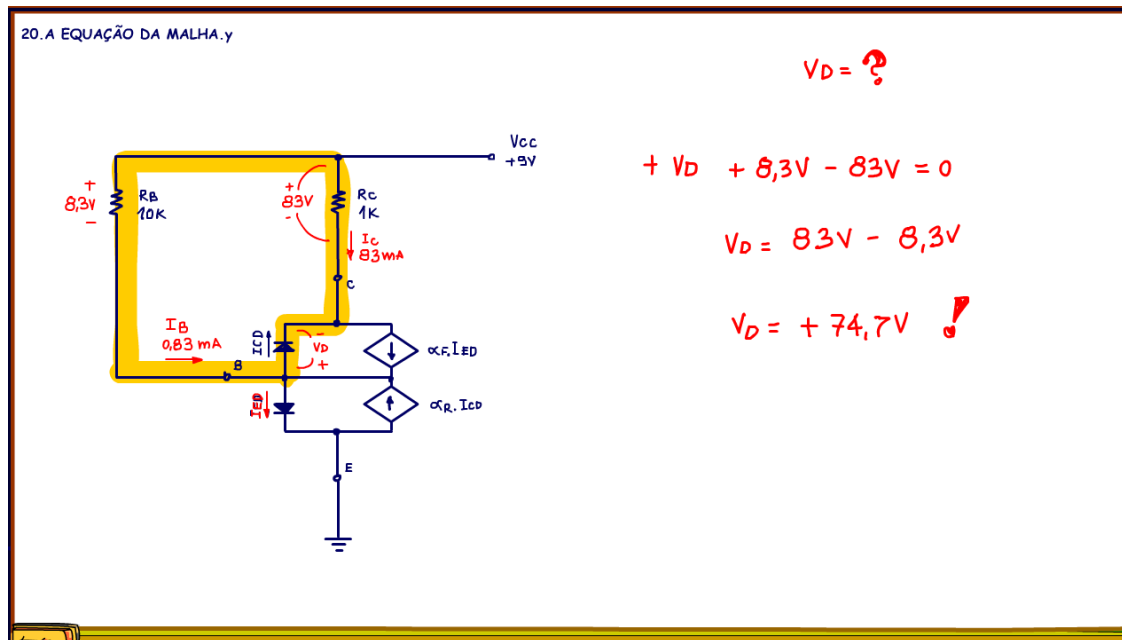 20.A EQUAÇÃO DA MALHA.y
VD = ?
VCC
+9V
+ VD + 8,3V - 83V = 0
+
8,3V
-
RB
10K
+
83V
-
RC
1K
VD = 83V - 8,3V
IC
83mA
C
VD = + 74,7V !
IB
0,83 mA
B
ICD
-
VD
+
αF.IED
IED
αR.ICD
E